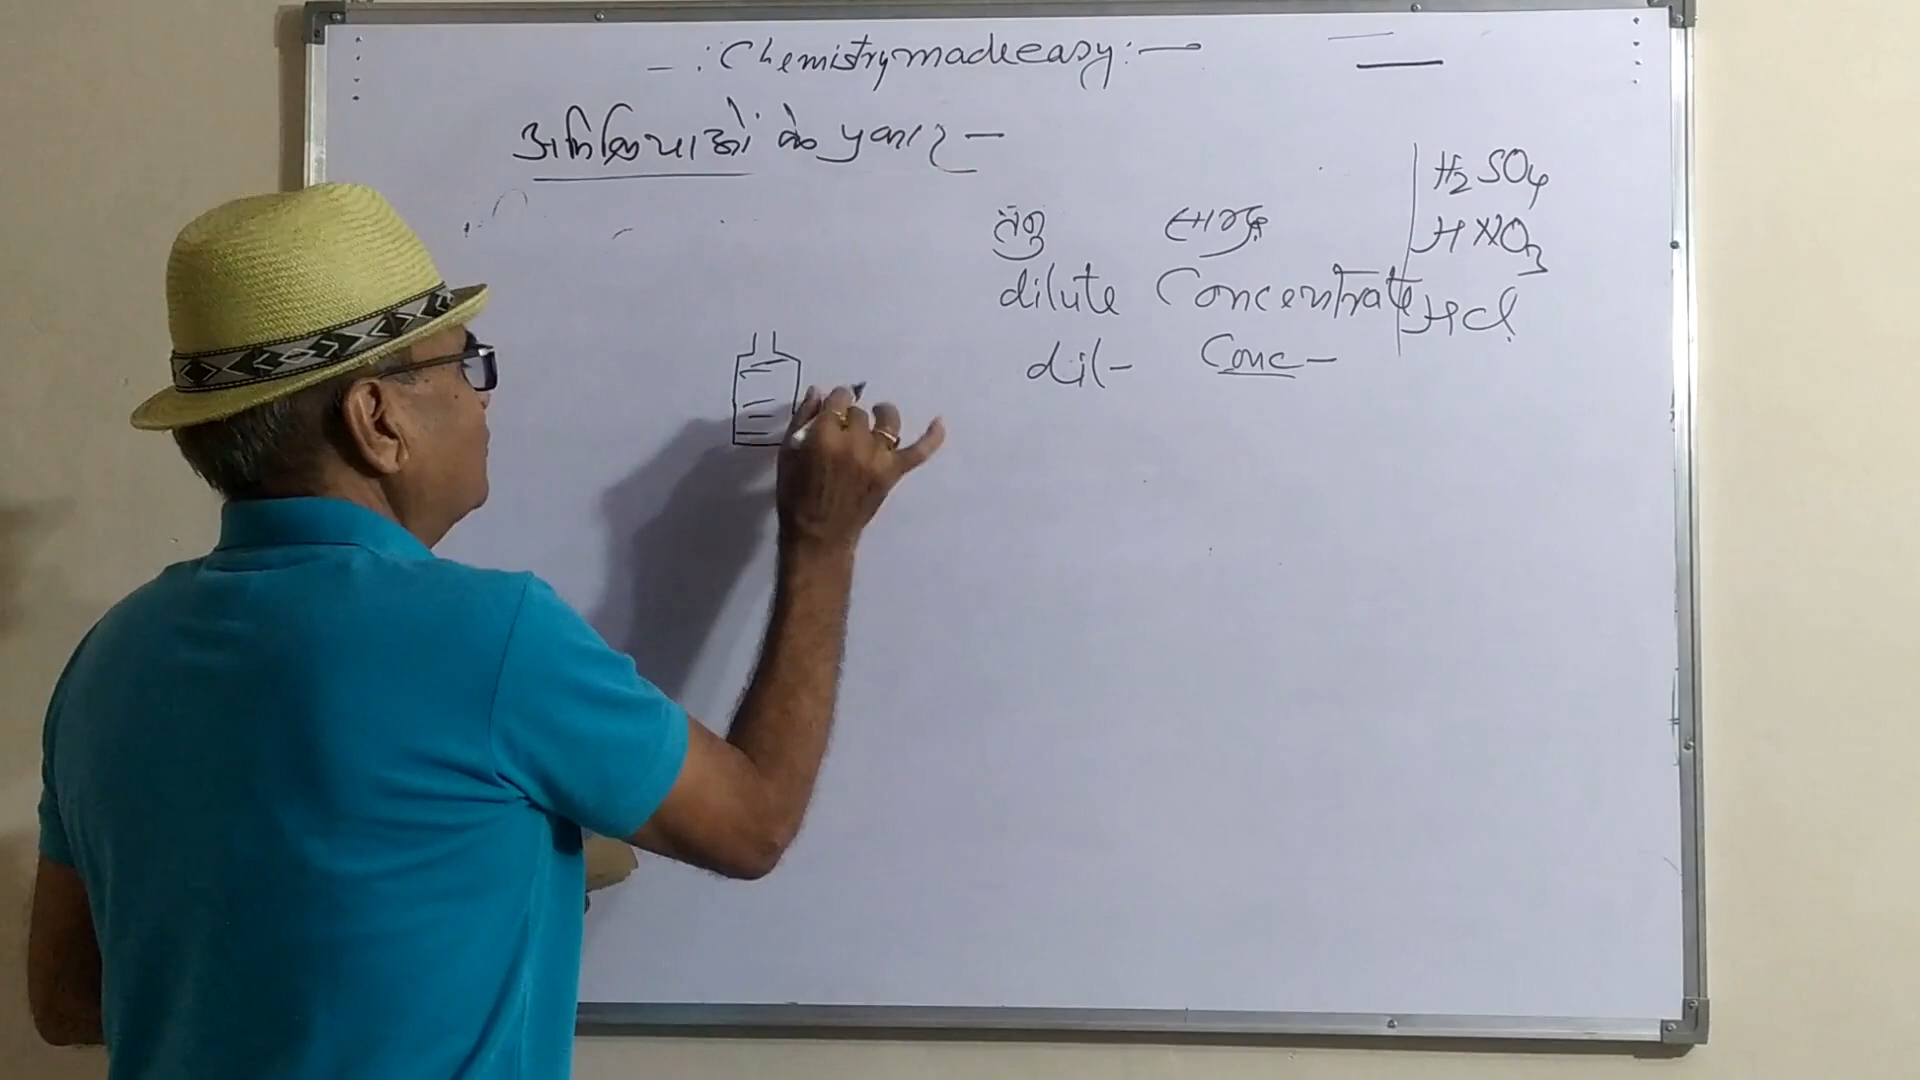 -: Chemistry made easy:-
अभिक्रियाओं के प्रकार -
तनु सान्द्र
dilute Concentrate
dil- Conc-
H₂SO₄
HNO₃
HCl